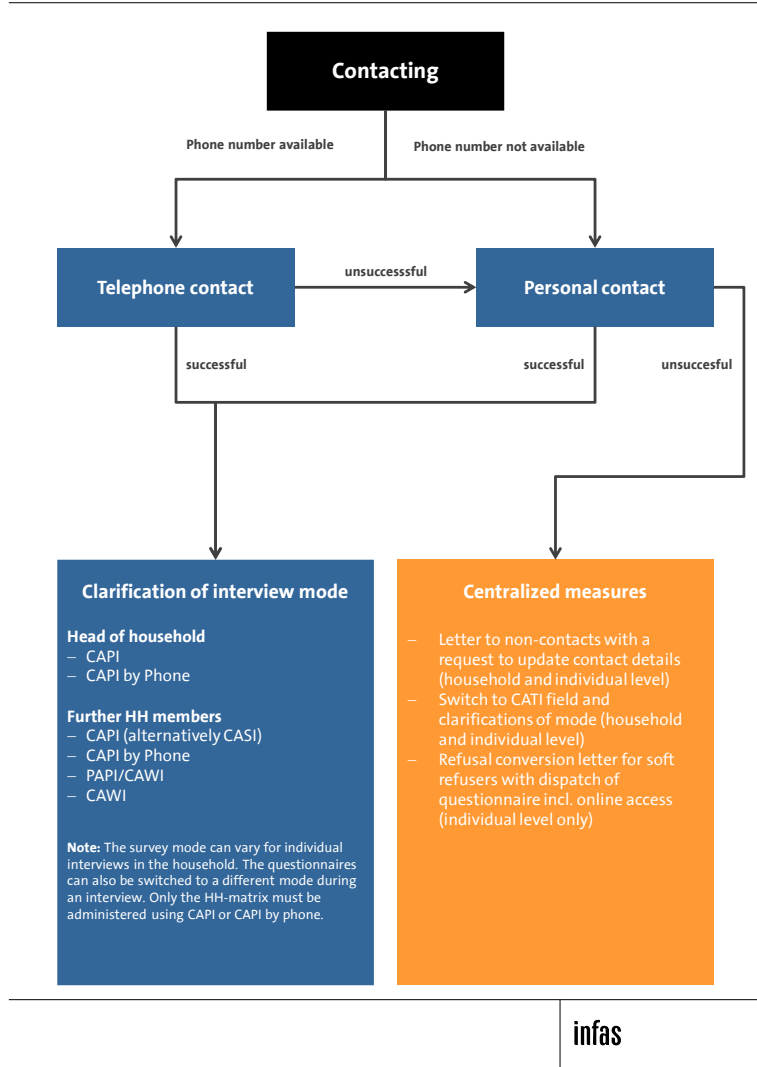 Contacting
Phone number available
Phone number not available
Telephone contact
unsuccesssful
Personal contact
successful
successful
unsuccesful
Clarification of interview mode
Head of household
– CAPI
– CAPI by Phone
Further HH members
– CAPI (alternatively CASI)
– CAPI by Phone
– PAPI/CAWI
– CAWI
Note: The survey mode can vary for individual
interviews in the household. The questionnaires
can also be switched to a different mode during
an interview. Only the HH-matrix must be
administered using CAPI or CAPI by phone.
Centralized measures
– Letter to non-contacts with a
request to update contact details
(household and individual level)
– Switch to CATI field and
clarifications of mode (household
and individual level)
– Refusal conversion letter for soft
refusers with dispatch of
questionnaire incl. online access
(individual level only)
infas